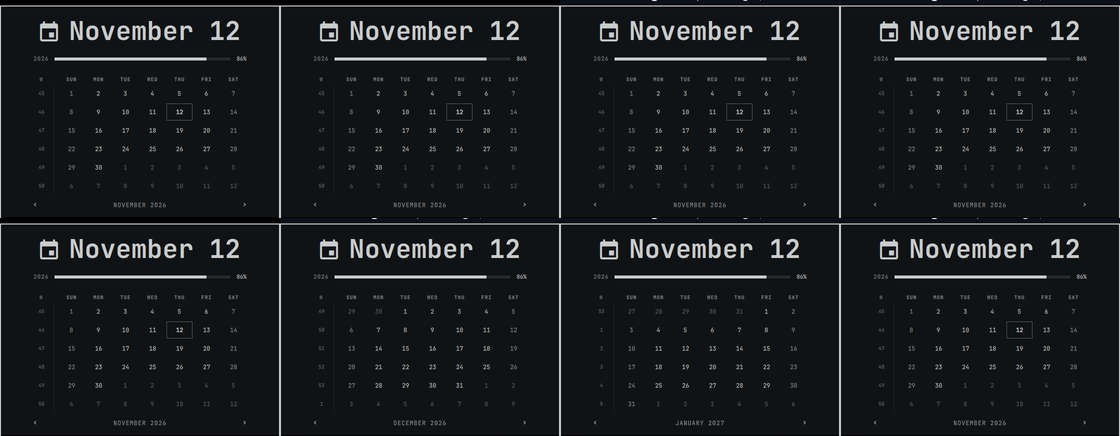 November 12
2026 86%
W SUN MON TUE WED THU FRI SAT
45 1 2 3 4 5 6 7
46 8 9 10 11 12 13 14
47 15 16 17 18 19 20 21
48 22 23 24 25 26 27 28
49 29 30 1 2 3 4 5
50 6 7 8 9 10 11 12
‹ NOVEMBER 2026 ›
November 12
2026 86%
W SUN MON TUE WED THU FRI SAT
45 1 2 3 4 5 6 7
46 8 9 10 11 12 13 14
47 15 16 17 18 19 20 21
48 22 23 24 25 26 27 28
49 29 30 1 2 3 4 5
50 6 7 8 9 10 11 12
‹ NOVEMBER 2026 ›
November 12
2026 86%
W SUN MON TUE WED THU FRI SAT
45 1 2 3 4 5 6 7
46 8 9 10 11 12 13 14
47 15 16 17 18 19 20 21
48 22 23 24 25 26 27 28
49 29 30 1 2 3 4 5
50 6 7 8 9 10 11 12
‹ NOVEMBER 2026 ›
November 12
2026 86%
W SUN MON TUE WED THU FRI SAT
45 1 2 3 4 5 6 7
46 8 9 10 11 12 13 14
47 15 16 17 18 19 20 21
48 22 23 24 25 26 27 28
49 29 30 1 2 3 4 5
50 6 7 8 9 10 11 12
‹ NOVEMBER 2026 ›
November 12
2026 86%
W SUN MON TUE WED THU FRI SAT
45 1 2 3 4 5 6 7
46 8 9 10 11 12 13 14
47 15 16 17 18 19 20 21
48 22 23 24 25 26 27 28
49 29 30 1 2 3 4 5
50 6 7 8 9 10 11 12
‹ NOVEMBER 2026 ›
November 12
2026 86%
W SUN MON TUE WED THU FRI SAT
49 29 30 1 2 3 4 5
50 6 7 8 9 10 11 12
51 13 14 15 16 17 18 19
52 20 21 22 23 24 25 26
53 27 28 29 30 31 1 2
1 3 4 5 6 7 8 9
‹ DECEMBER 2026 ›
November 12
2026 86%
W SUN MON TUE WED THU FRI SAT
53 27 28 29 30 31 1 2
1 3 4 5 6 7 8 9
2 10 11 12 13 14 15 16
3 17 18 19 20 21 22 23
4 24 25 26 27 28 29 30
5 31 1 2 3 4 5 6
‹ JANUARY 2027 ›
November 12
2026 86%
W SUN MON TUE WED THU FRI SAT
45 1 2 3 4 5 6 7
46 8 9 10 11 12 13 14
47 15 16 17 18 19 20 21
48 22 23 24 25 26 27 28
49 29 30 1 2 3 4 5
50 6 7 8 9 10 11 12
‹ NOVEMBER 2026 ›